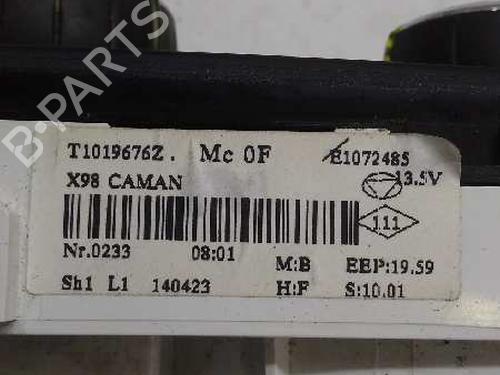 B-PARTS
T1019676Z . Mc 0F E1072485
X98 CAMAN 13.5V
111
Nr.0233 08:01 M:B EEP:19.59
Sh1 L1 140423 H:F S:10.01